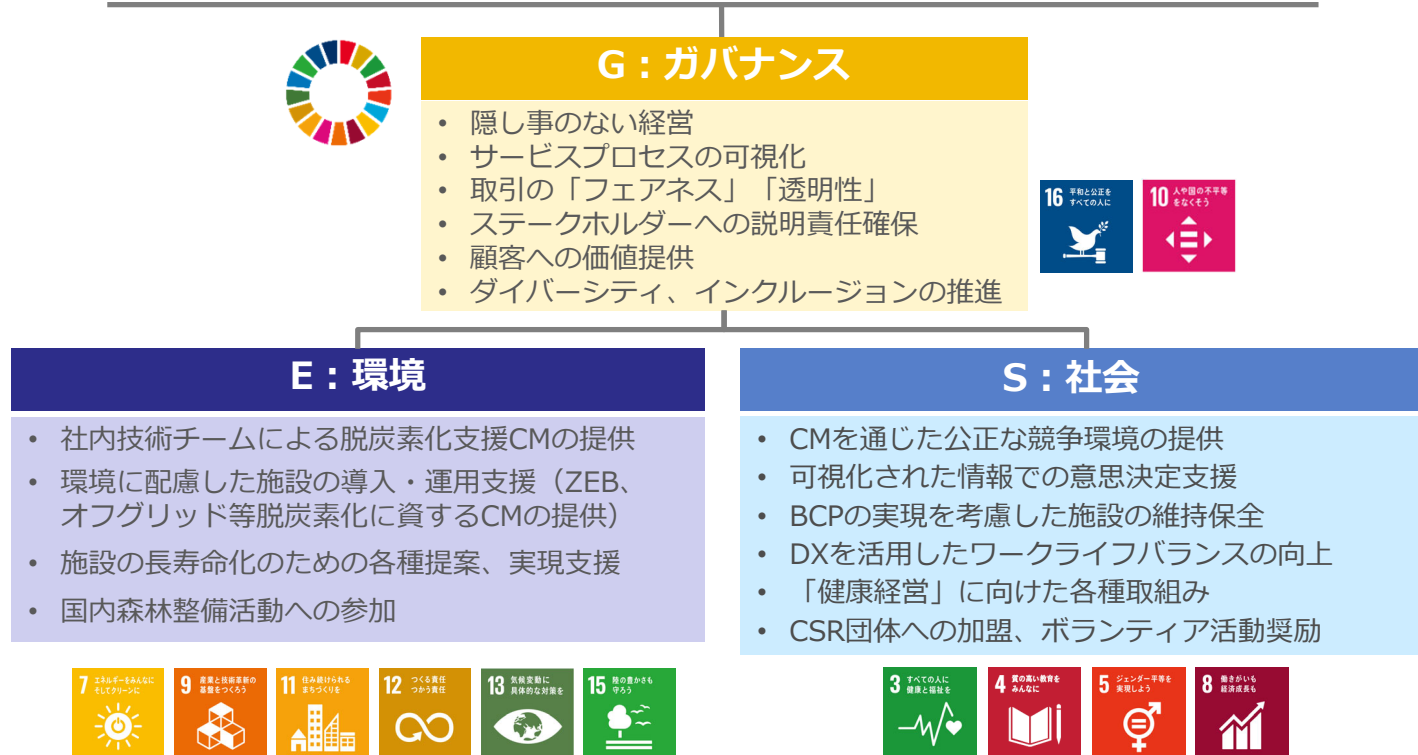 G：ガバナンス
• 隠し事のない経営
• サービスプロセスの可視化
• 取引の「フェアネス」「透明性」
• ステークホルダーへの説明責任確保
• 顧客への価値提供
• ダイバーシティ、インクルージョンの推進
16 平和と公正を
すべての人に
10 人や国の不平等
をなくそう
E：環境
• 社内技術チームによる脱炭素化支援CMの提供
• 環境に配慮した施設の導入・運用支援（ZEB、
オフグリッド等脱炭素化に資するCMの提供）
• 施設の長寿命化のための各種提案、実現支援
• 国内森林整備活動への参加
S：社会
• CMを通じた公正な競争環境の提供
• 可視化された情報での意思決定支援
• BCPの実現を考慮した施設の維持保全
• DXを活用したワークライフバランスの向上
• 「健康経営」に向けた各種取組み
• CSR団体への加盟、ボランティア活動奨励
7 エネルギーをみんなに
そしてクリーンに
9 産業と技術革新の
基盤をつくろう
11 住み続けられる
まちづくりを
12 つくる責任
つかう責任
13 気候変動に
具体的な対策を
15 陸の豊かさも
守ろう
3 すべての人に
健康と福祉を
4 質の高い教育を
みんなに
5 ジェンダー平等を
実現しよう
8 働きがいも
経済成長も